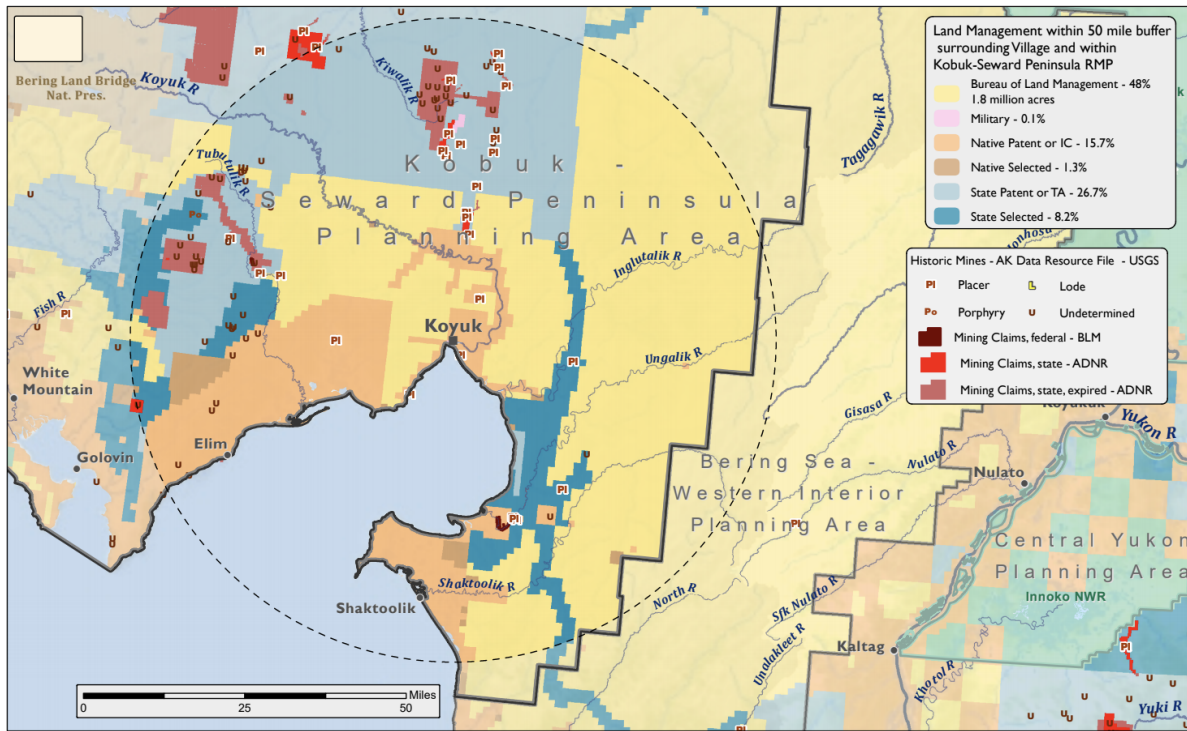 Land Management within 50 mile buffer
surrounding Village and within
Kobuk-Seward Peninsula RMP
Bureau of Land Management - 48%
1.8 million acres
Military - 0.1%
Native Patent or IC - 15.7%
Native Selected - 1.3%
State Patent or TA - 26.7%
State Selected - 8.2%
Historic Mines - AK Data Resource File - USGS
Pl Placer
L Lode
Po Porphyry
U Undetermined
Mining Claims, federal - BLM
Mining Claims, state - ADNR
Mining Claims, state, expired - ADNR
Bering Land Bridge
Nat. Pres.
Koyuk R
Kiwalik R
Tubutulik R
Tagagawik R
Kobuk -
Seward Peninsula
Planning Area
Inglutalik R
Fish R
Koyuk
Ungalik R
White
Mountain
Gisasa R
Koyukuk
Yukon R
Elim
Golovin
Nulato R
Nulato
Bering Sea -
Western Interior
Planning Area
Central Yukon
Planning Area
Innoko NWR
Shaktoolik R
Shaktoolik
North R
Sfk Nulato R
Unalakleet R
Kaltag
Khotol R
Yuki R
Miles
0 25 50